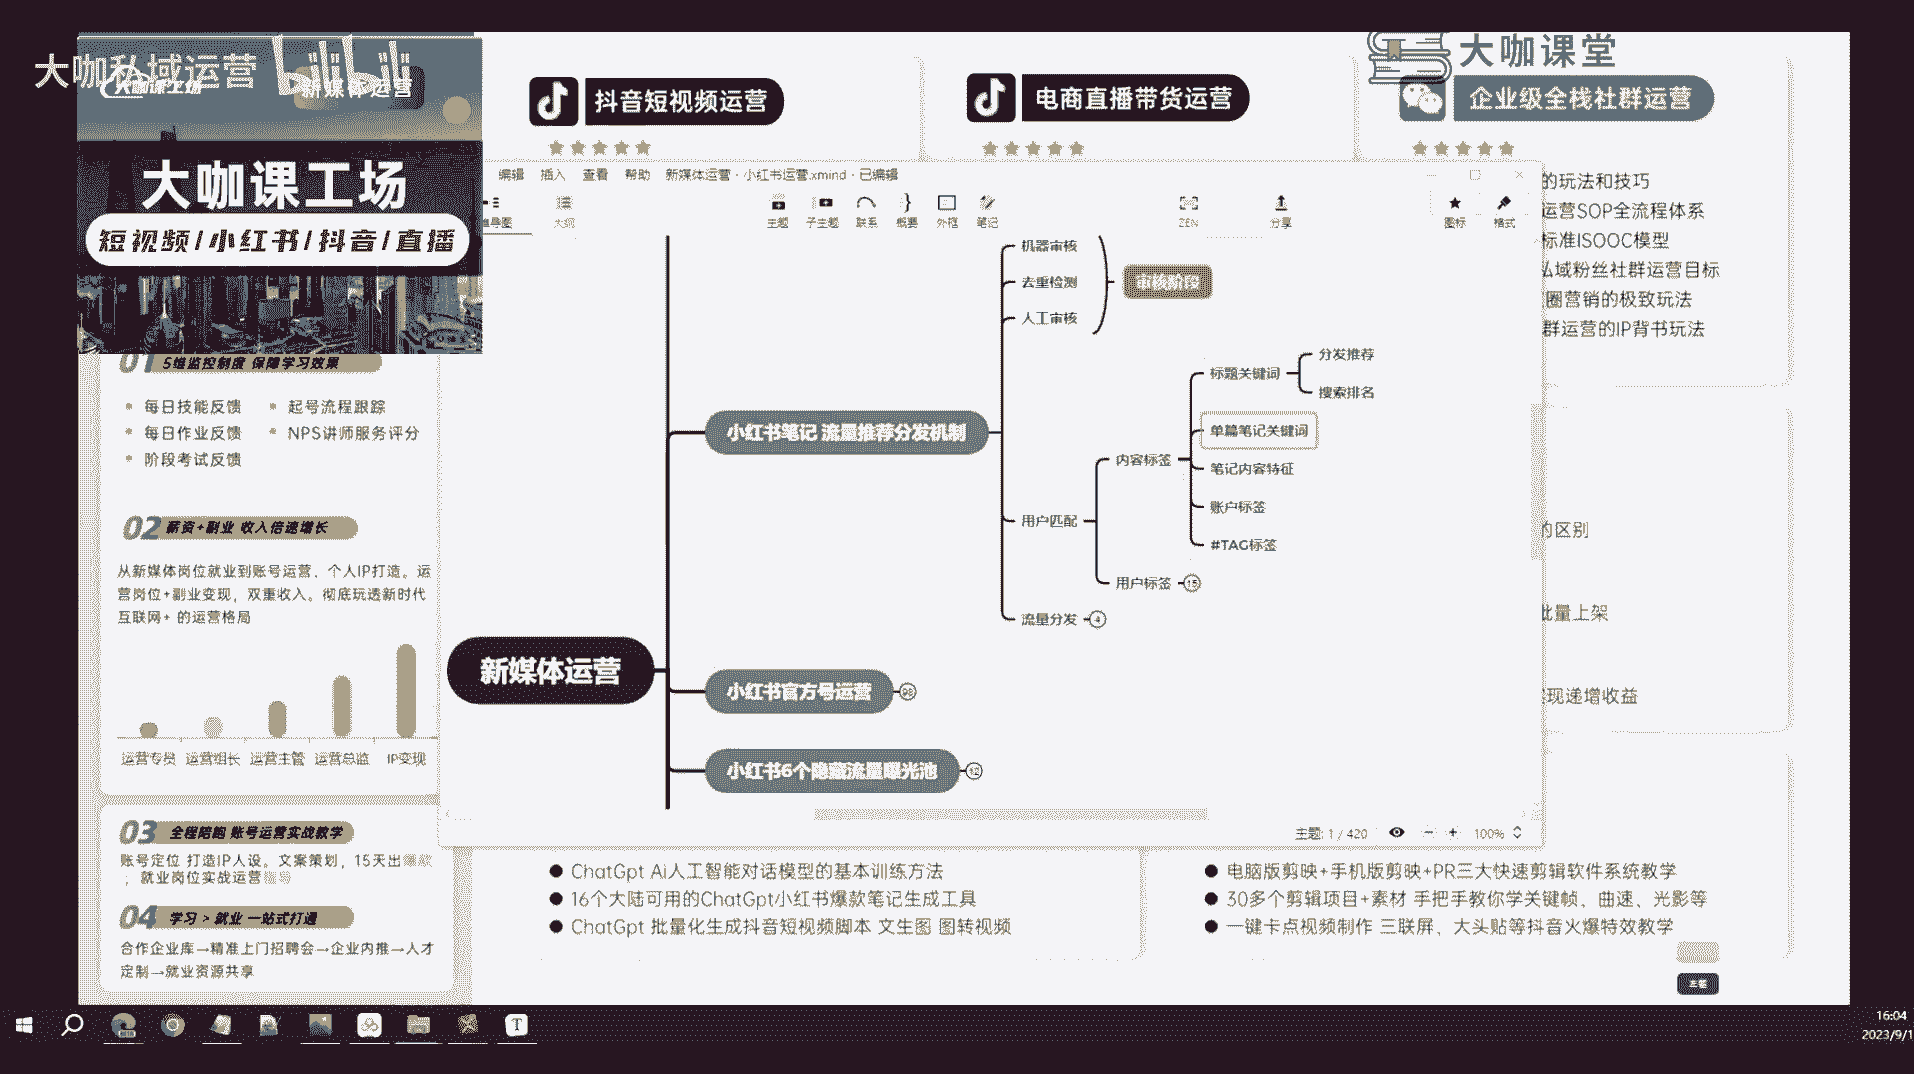 大咖私域运营
bilibili
大咖课工场
新媒体运营
大咖课工场
短视频/小红书/抖音/直播
大咖课堂
抖音短视频运营
电商直播带货运营
企业级全栈社群运营
的玩法和技巧
运营SOP全流程体系
标准ISOOC模型
私域粉丝社群运营目标
圈营销的极致玩法
群运营的IP背书玩法
的区别
批量上架
现递增收益
01 5维监控制度 保障学习效果
每日技能反馈
起号流程跟踪
每日作业反馈
NPS讲师服务评分
阶段考试反馈
02 薪资+副业 收入倍速增长
从新媒体岗位就业到账号运营，个人IP打造。运
营岗位+副业变现，双重收入。彻底玩透新时代
互联网+ 的运营格局
运营专员 运营组长 运营主管 运营总监 IP变现
03 全程陪跑 账号运营实战教学
账号定位 打造IP人设。文案策划，15天出爆款
，就业岗位实战运营
04 学习 > 就业 一站式打通
合作企业库→精准上门招聘会→企业内推→人才
定制→就业资源共享
编辑 插入 查看 帮助 新媒体运营 · 小红书运营.xmind · 已编辑
导图 大纲 主题 子主题 联系 概要 外框 笔记 ZEN 分享 图标 格式
机器审核
去重检测
人工审核
审核阶段
小红书笔记 流量推荐分发机制
用户匹配
内容标签
标题关键词
分发推荐
搜索排名
单篇笔记关键词
笔记内容特征
账户标签
#TAG标签
用户标签 15
流量分发 4
新媒体运营
小红书官方号运营 98
小红书6个隐藏流量曝光池 12
主题: 1 / 420 100%
ChatGpt Ai人工智能对话模型的基本训练方法
16个大陆可用的ChatGpt小红书爆款笔记生成工具
ChatGpt 批量化生成抖音短视频脚本 文生图 图转视频
电脑版剪映+手机版剪映+PR三大快速剪辑软件系统教学
30多个剪辑项目+素材 手把手教你学关键帧、曲速、光影等
一键卡点视频制作 三联屏、大头贴等抖音火爆特效教学
16:04
2023/9/1